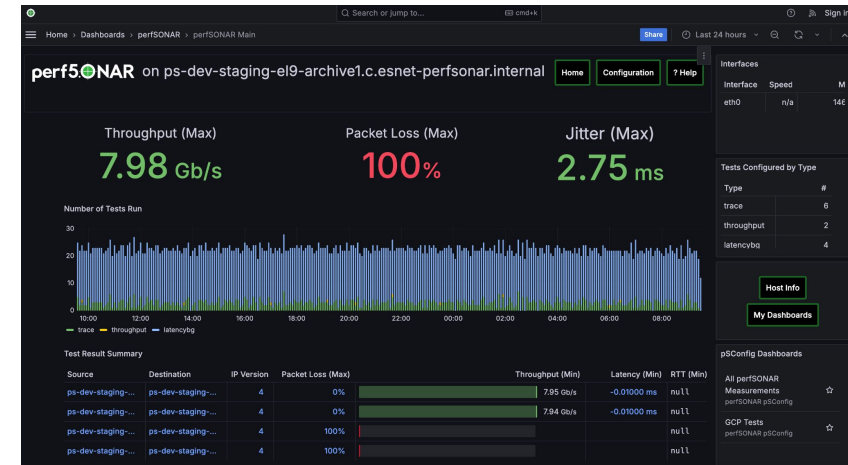 Search or jump to... cmd+k Sign in
Home › Dashboards › perfSONAR › perfSONAR Main Share Last 24 hours
perfSONAR on ps-dev-staging-el9-archive1.c.esnet-perfsonar.internal Home Configuration ? Help
Throughput (Max) Packet Loss (Max) Jitter (Max)
7.98 Gb/s 100% 2.75 ms
Number of Tests Run
30
20
10
0
10:00 12:00 14:00 16:00 18:00 20:00 22:00 00:00 02:00 04:00 06:00 08:00
trace throughput latencybg
Test Result Summary
Source Destination IP Version Packet Loss (Max) Throughput (Min) Latency (Min) RTT (Min)
ps-dev-staging-... ps-dev-staging-... 4 0% 7.95 Gb/s -0.01000 ms null
ps-dev-staging-... ps-dev-staging-... 4 0% 7.94 Gb/s -0.01000 ms null
ps-dev-staging-... ps-dev-staging-... 4 100% null
ps-dev-staging-... ps-dev-staging-... 4 100% null
Interfaces
Interface Speed M
eth0 n/a 146
Tests Configured by Type
Type #
trace 6
throughput 2
latencybg 4
Host Info
My Dashboards
pSConfig Dashboards
All perfSONAR
Measurements
perfSONAR pSConfig
GCP Tests
perfSONAR pSConfig